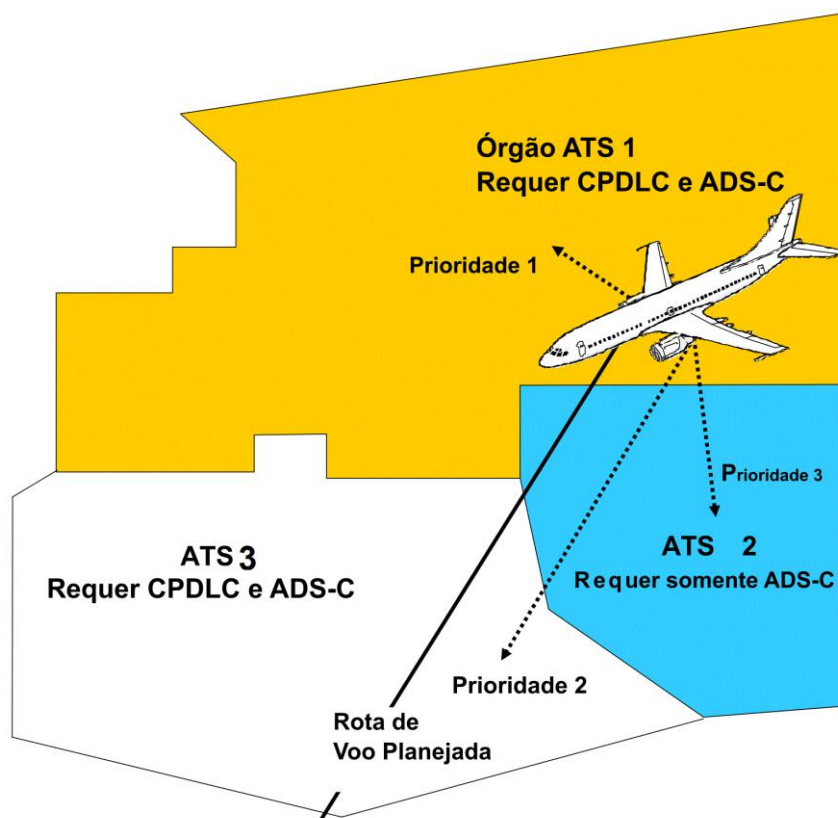 Órgão ATS 1
Requer CPDLC e ADS-C
Prioridade 1
Prioridade 3
ATS 2
Requer somente ADS-C
ATS 3
Requer CPDLC e ADS-C
Prioridade 2
Rota de
Voo Planejada